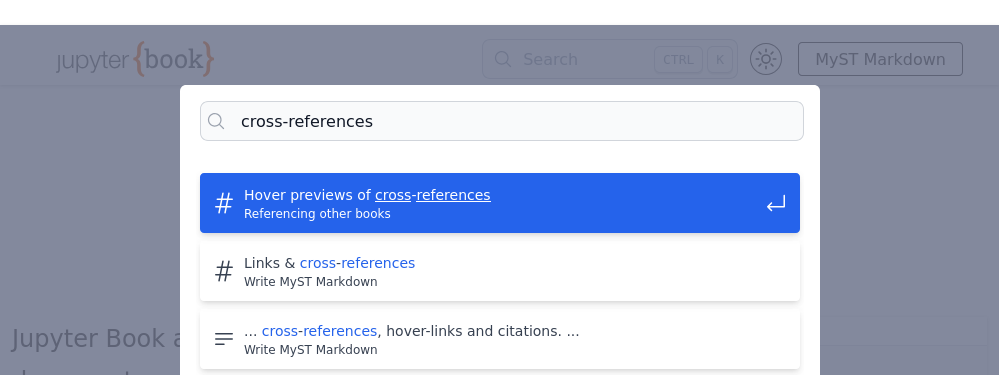 jupyter {book}
Search CTRL K
MyST Markdown
cross-references
Hover previews of cross-references
Referencing other books
Links & cross-references
Write MyST Markdown
... cross-references, hover-links and citations. ...
Write MyST Markdown
Jupyter Book a